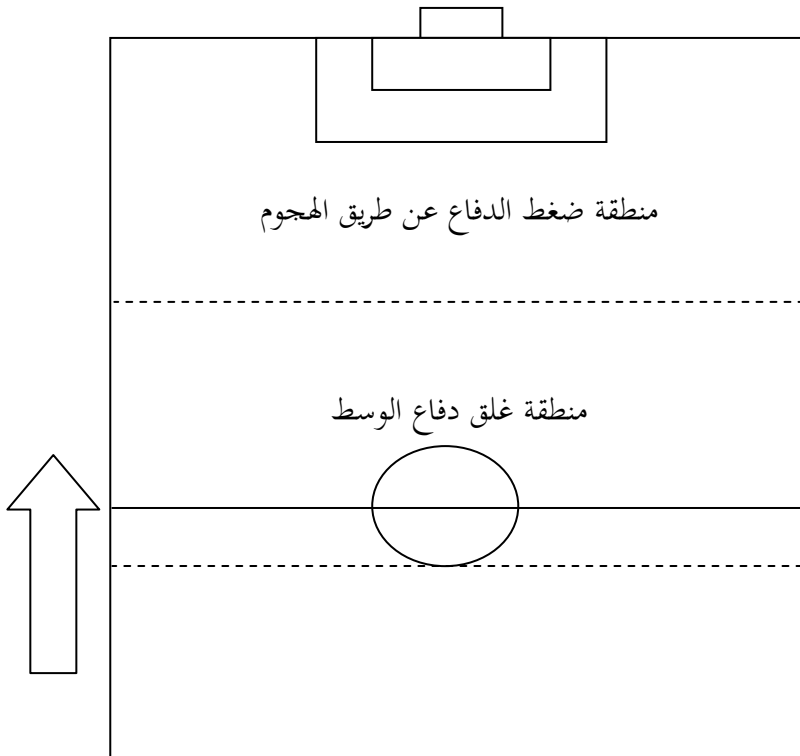 منطقة ضغط الدفاع عن طريق الهجوم
منطقة غلق دفاع الوسط